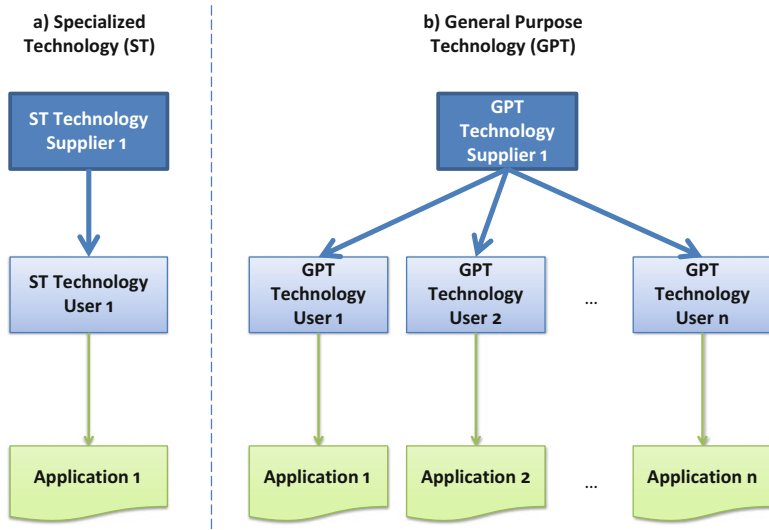 a) Specialized
Technology (ST)
ST Technology
Supplier 1
ST Technology
User 1
Application 1
b) General Purpose
Technology (GPT)
GPT
Technology
Supplier 1
GPT
Technology
User 1
GPT
Technology
User 2
...
GPT
Technology
User n
Application 1
Application 2
...
Application n